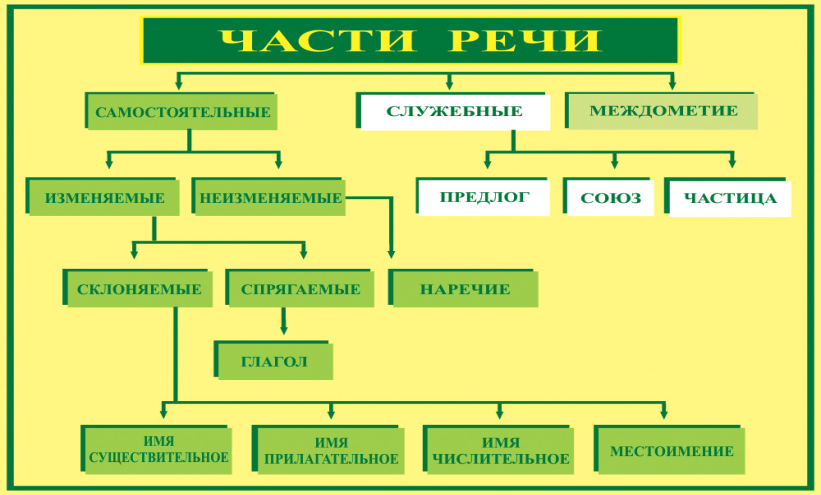 ЧАСТИ РЕЧИ
САМОСТОЯТЕЛЬНЫЕ
СЛУЖЕБНЫЕ
МЕЖДОМЕТИЕ
ИЗМЕНЯЕМЫЕ
НЕИЗМЕНЯЕМЫЕ
ПРЕДЛОГ
СОЮЗ
ЧАСТИЦА
СКЛОНЯЕМЫЕ
СПРЯГАЕМЫЕ
НАРЕЧИЕ
ГЛАГОЛ
ИМЯ
СУЩЕСТВИТЕЛЬНОЕ
ИМЯ
ПРИЛАГАТЕЛЬНОЕ
ИМЯ
ЧИСЛИТЕЛЬНОЕ
МЕСТОИМЕНИЕ